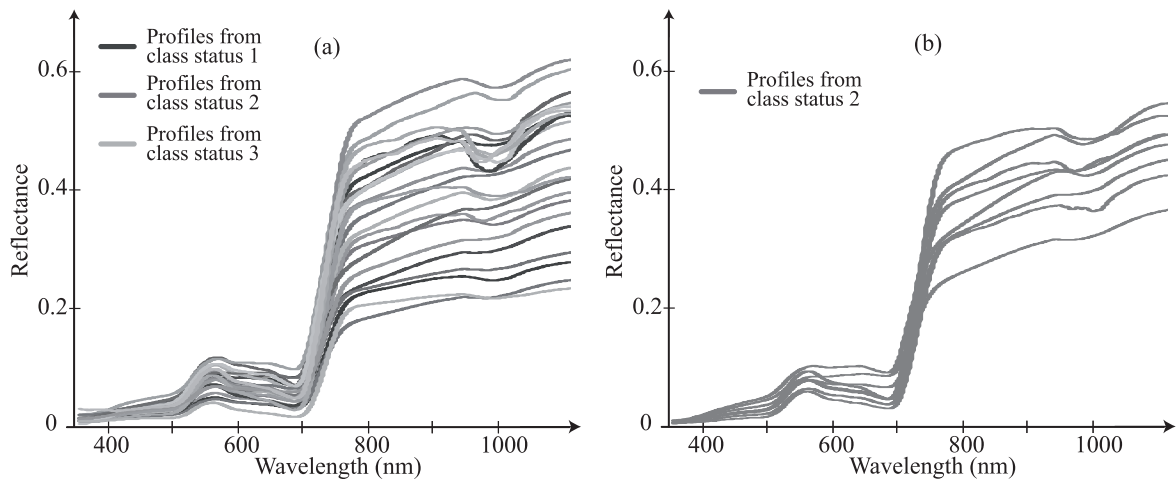 (a)
Profiles from
class status 1
Profiles from
class status 2
Profiles from
class status 3
0.6
0.4
0.2
0
Reflectance
400
600
800
1000
Wavelength (nm)
(b)
Profiles from
class status 2
0.6
0.4
0.2
0
Reflectance
400
600
800
1000
Wavelength (nm)